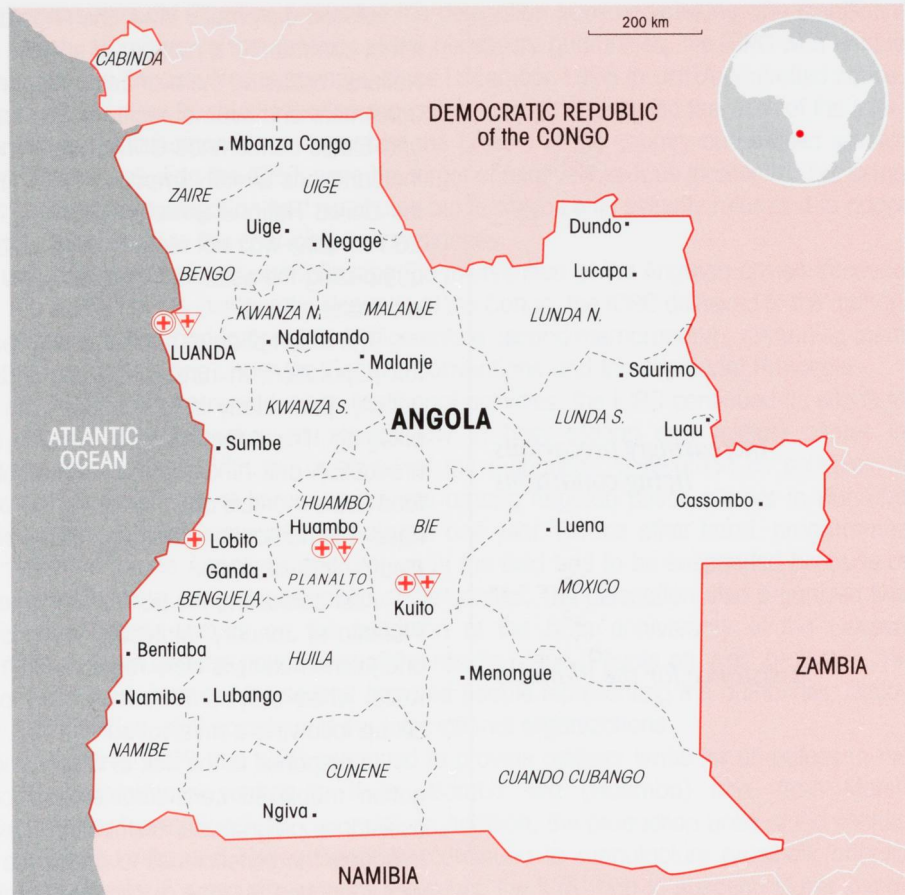 200 km
CABINDA
DEMOCRATIC REPUBLIC
of the CONGO
Mbanza Congo
ZAIRE
UIGE
Uige
Negage
Dundo
BENGO
Lucapa
KWANZA N.
MALANJE
LUNDA N.
LUANDA
Ndalatando
Malanje
Saurimo
KWANZA S.
ANGOLA
LUNDA S.
Luau
ATLANTIC
OCEAN
Sumbe
HUAMBO
Cassombo
Huambo
BIE
Luena
Lobito
Ganda
PLANALTO
MOXICO
BENGUELA
Kuito
Bentiaba
HUILA
ZAMBIA
Menongue
Namibe
Lubango
NAMIBE
CUNENE
CUANDO CUBANGO
Ngiva
NAMIBIA